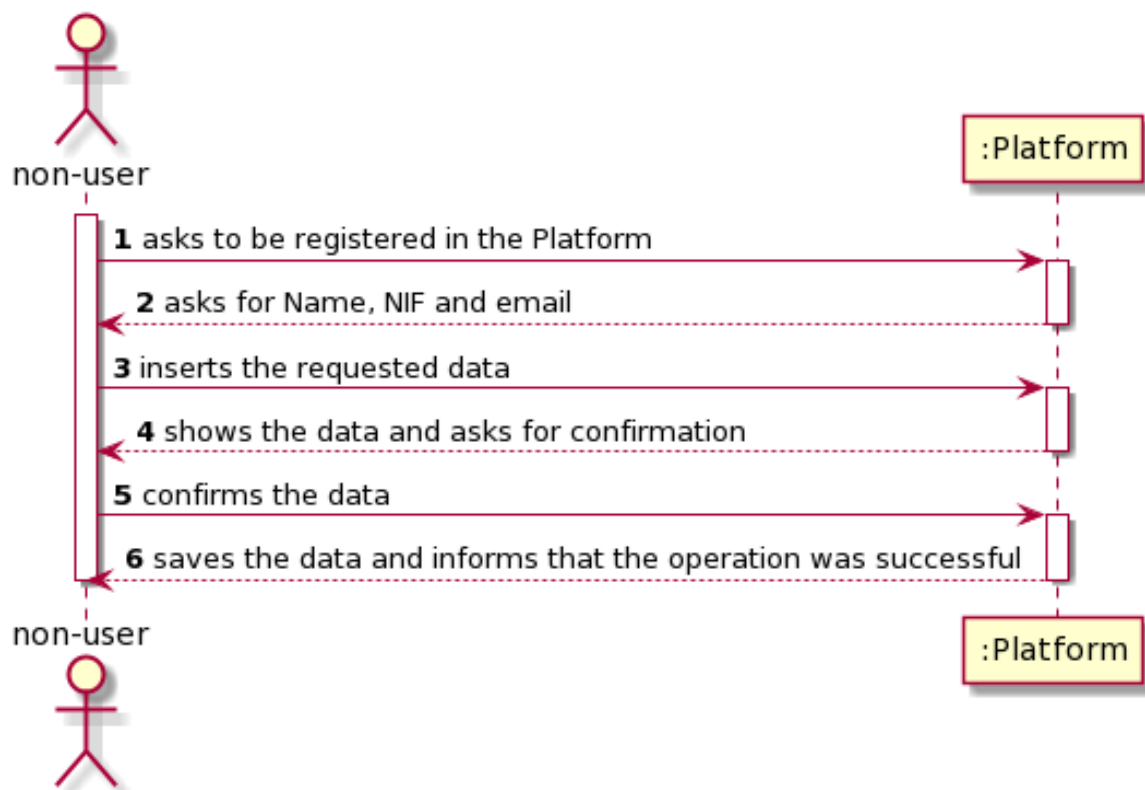 non-user
:Platform
1 asks to be registered in the Platform
2 asks for Name, NIF and email
3 inserts the requested data
4 shows the data and asks for confirmation
5 confirms the data
6 saves the data and informs that the operation was successful
non-user
:Platform